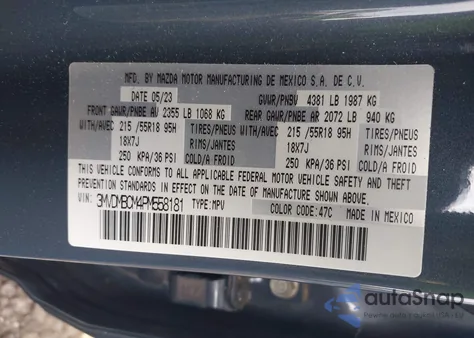 MFD. BY MAZDA MOTOR MANUFACTURING DE MEXICO S.A. DE C.V.
DATE 05/23 GVWR/PNBV 4381 LB 1987 KG
FRONT GAWR/PNBE AV 2355 LB 1068 KG REAR GAWR/PNBE AR 2072 LB 940 KG
WITH/AVEC 215/55R18 95H TIRES/PNEUS WITH/AVEC 215/55R18 95H TIRES/PNEUS
18X7J RIMS/JANTES 18X7J RIMS/JANTES
250 KPA/36 PSI COLD/A FROID 250 KPA/36 PSI COLD/A FROID
THIS VEHICLE CONFORMS TO ALL APPLICABLE FEDERAL MOTOR VEHICLE SAFETY AND
THEFT PREVENTION STANDARDS IN EFFECT ON THE DATE OF MANUFACTURE SHOWN ABOVE.
VIN: 3MVDMBCM4PM558181 TYPE: MPV COLOR CODE: 47C MADE IN MEXICO
autoSnap